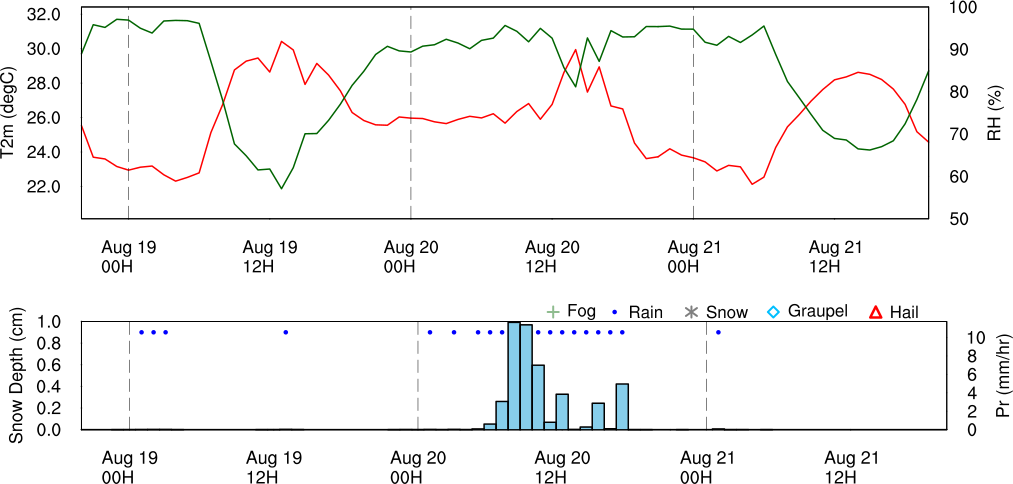 32.0 100
30.0 90
28.0 80
26.0 70
24.0 60
22.0 50
T2m (degC)
RH (%)
Aug 19 Aug 19 Aug 20 Aug 20 Aug 21 Aug 21
00H 12H 00H 12H 00H 12H
Fog Rain Snow Graupel Hail
1.0 10
0.8 8
0.6 6
0.4 4
0.2 2
0.0 0
Snow Depth (cm)
Pr (mm/hr)
Aug 19 Aug 19 Aug 20 Aug 20 Aug 21 Aug 21
00H 12H 00H 12H 00H 12H